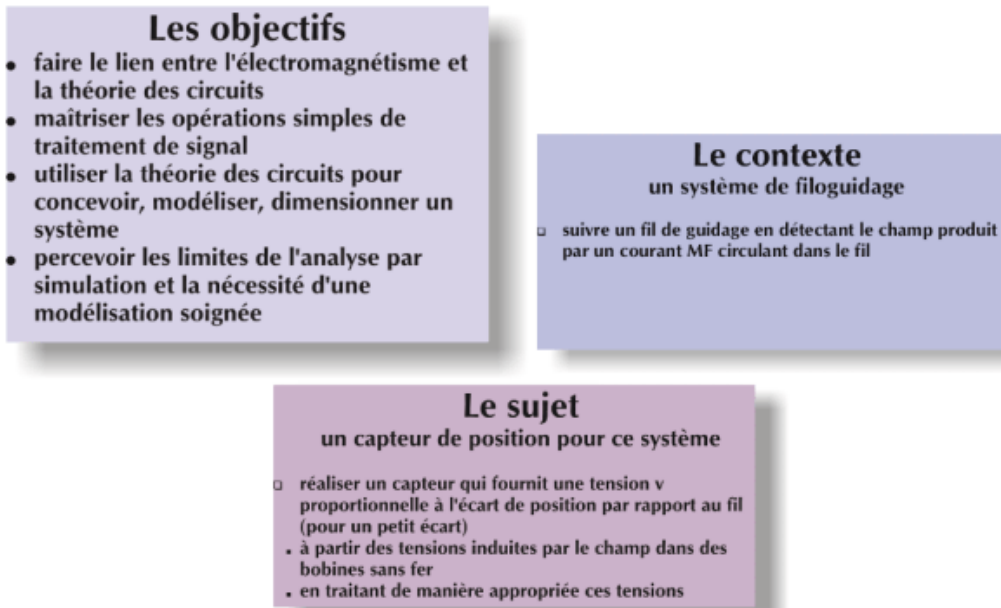 Les objectifs
• faire le lien entre l'électromagnétisme et
la théorie des circuits
• maîtriser les opérations simples de
traitement de signal
• utiliser la théorie des circuits pour
concevoir, modéliser, dimensionner un
système
• percevoir les limites de l'analyse par
simulation et la nécessité d'une
modélisation soignée
Le contexte
un système de filoguidage
□ suivre un fil de guidage en détectant le champ produit
par un courant MF circulant dans le fil
Le sujet
un capteur de position pour ce système
□ réaliser un capteur qui fournit une tension v
proportionnelle à l'écart de position par rapport au fil
(pour un petit écart)
• à partir des tensions induites par le champ dans des
bobines sans fer
• en traitant de manière appropriée ces tensions